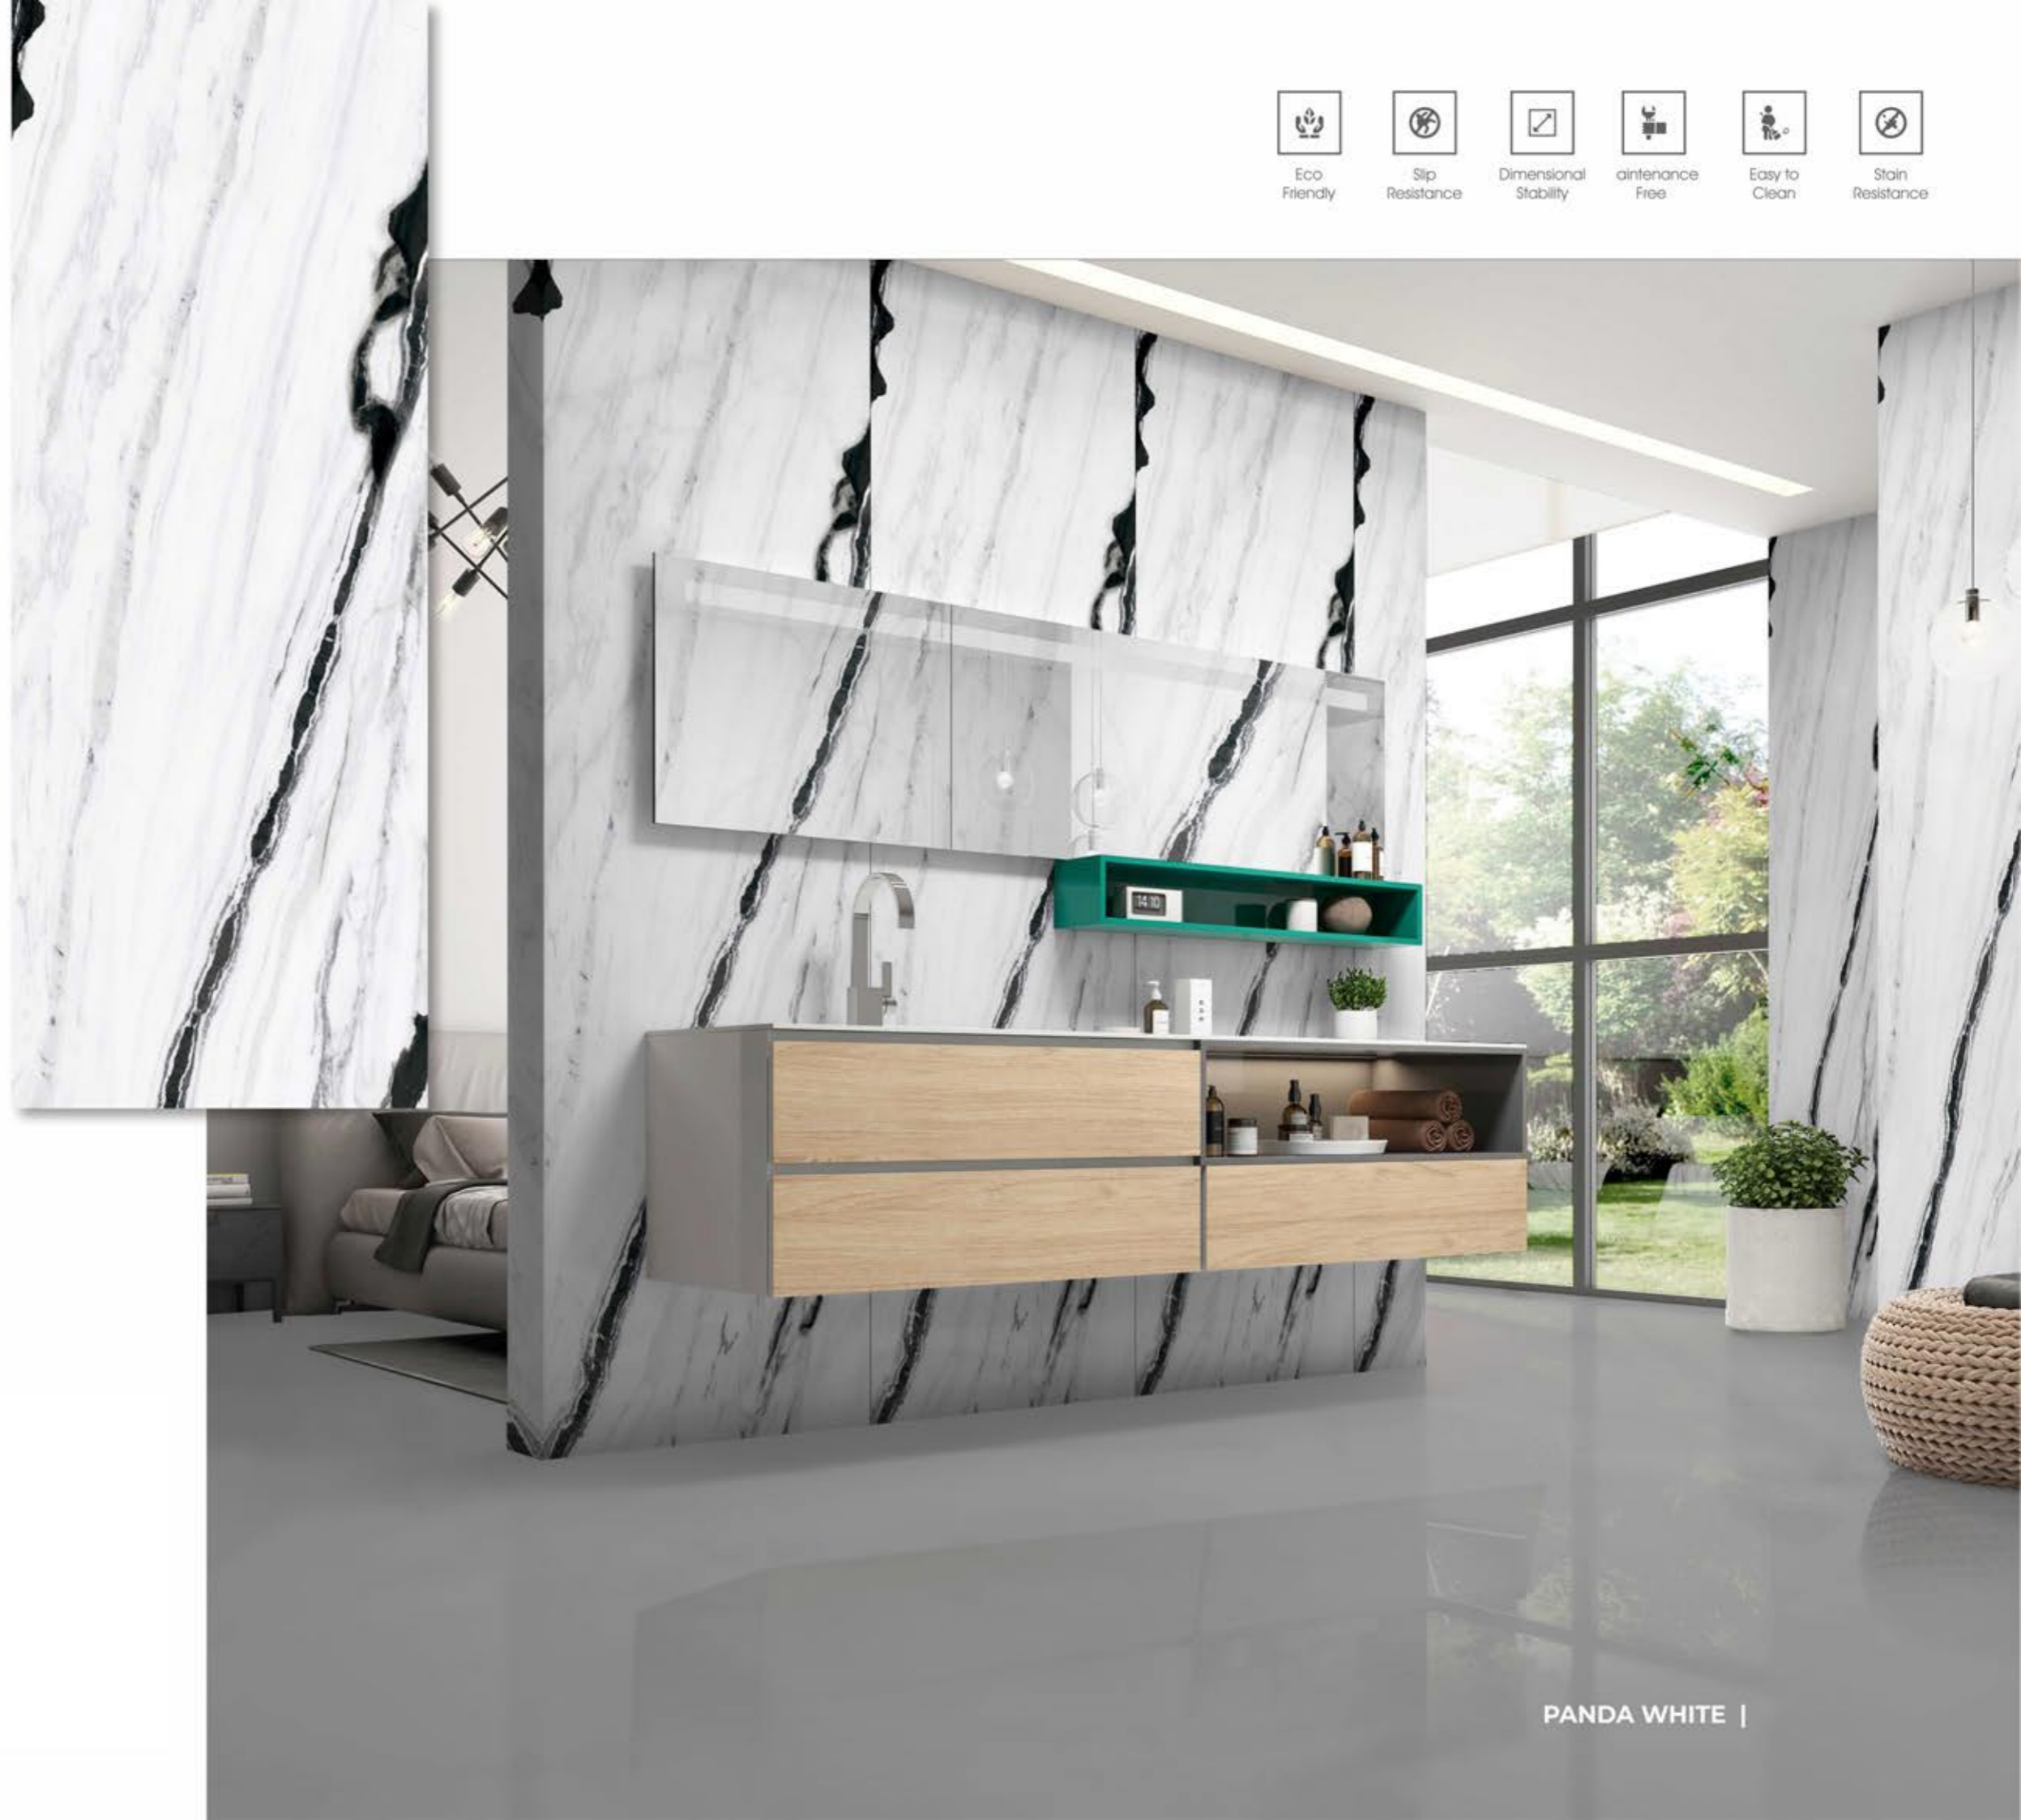 Eco
Friendly
Slip
Resistance
Dimensional
Stability
aintenance
Free
Easy to
Clean
Stain
Resistance
14 10
PANDA WHITE |